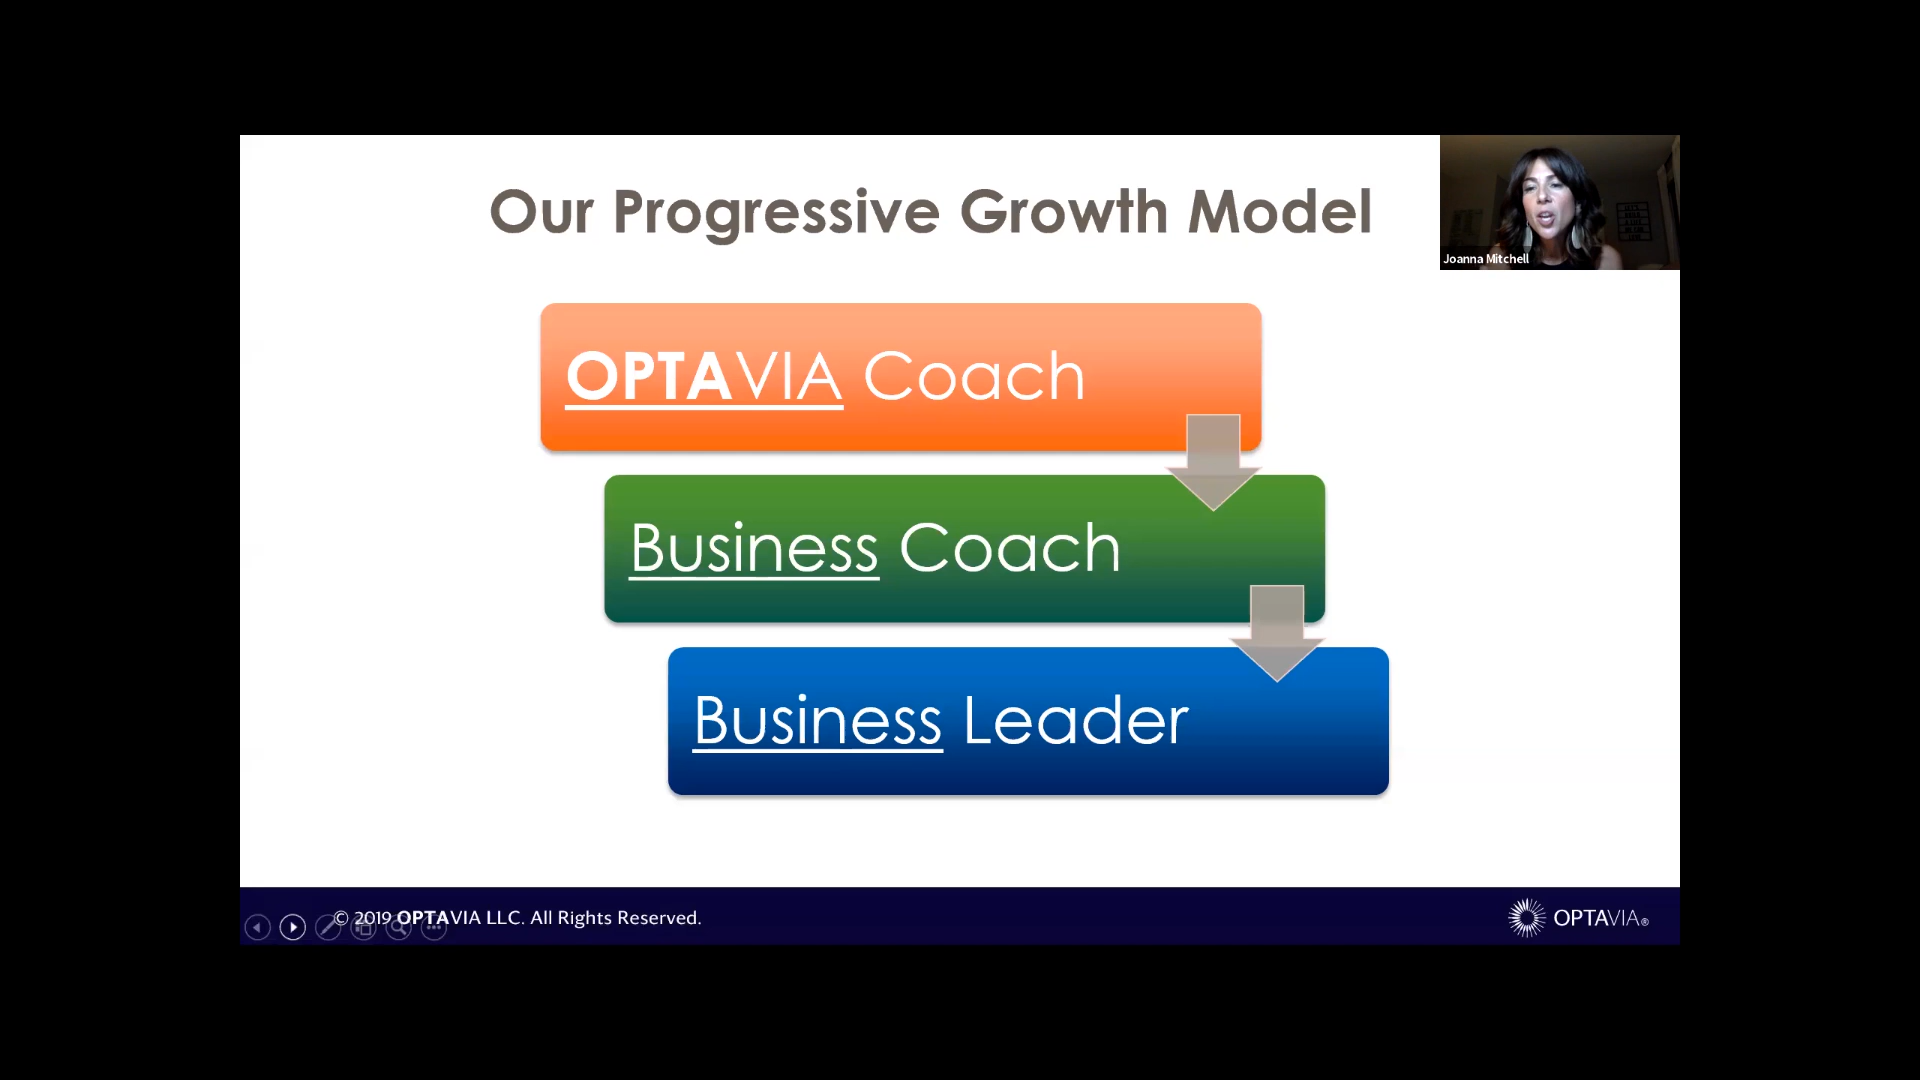 Our Progressive Growth Model
Joanna Mitchell
OPTAVIA Coach
Business Coach
Business Leader
© 2019 OPTAVIA LLC. All Rights Reserved.
OPTAVIA®